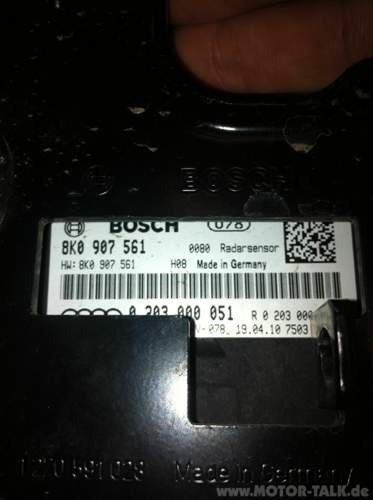 BOSCH
BOSCH 078
8K0 907 561 0080 Radarsensor
HW: 8K0 907 561 H08 Made in Germany
0 203 000 051 R 0 203 000
V-078, 19.04.10 7503
Made in Germany
www.MOTOR-TALK.de